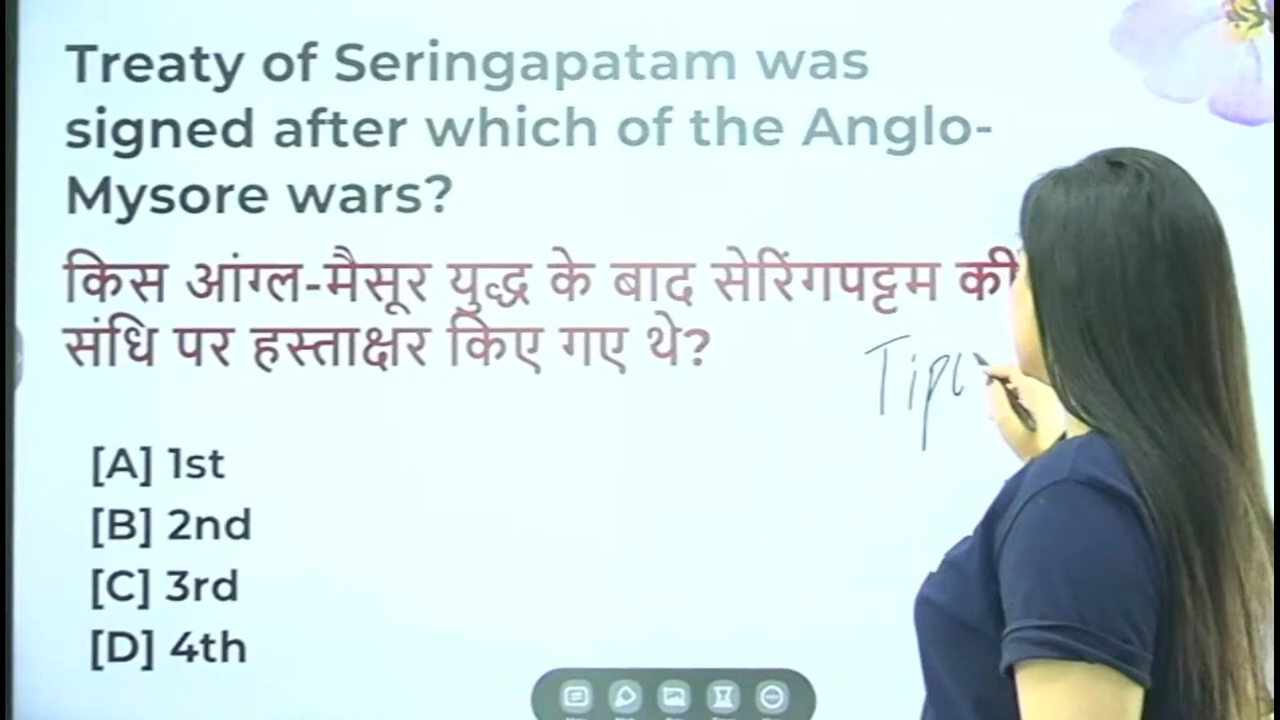 Treaty of Seringapatam was
signed after which of the Anglo-
Mysore wars?
किस आंग्ल-मैसूर युद्ध के बाद सेरिंगपट्टम की
संधि पर हस्ताक्षर किए गए थे?
Tipu
[A] 1st
[B] 2nd
[C] 3rd
[D] 4th